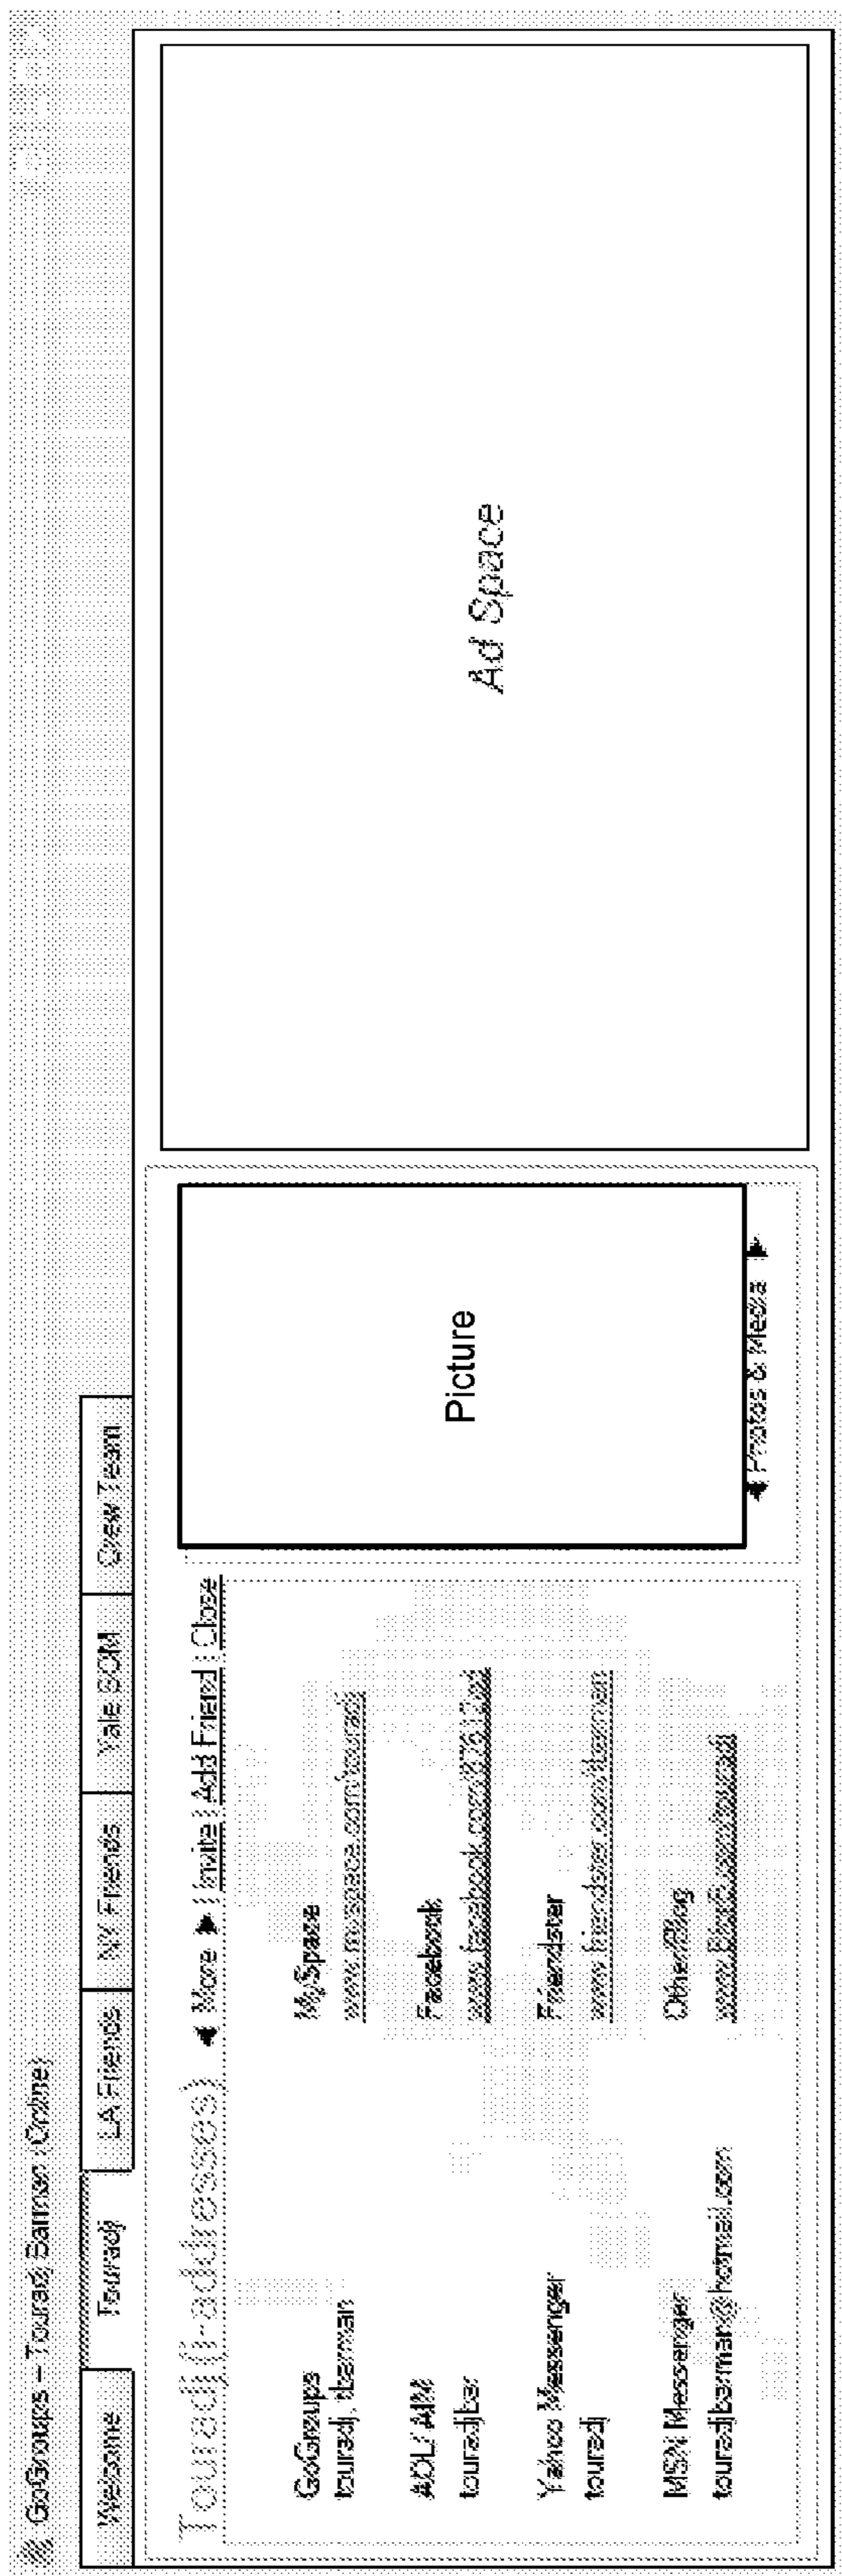 GoGroups – Touradj Barman (Online)
Welcome
Touradj
LA Friends
NY Friends
Yale SOM
Crew Team
Touradj (I-addresses)
◀ More ▶ | Invite | Add Friend | Close
GoGroups
touradj, tbarman
AOL/ AIM
touradjbar
Yahoo Messenger
touradj
MSN Messenger
touradjbarman@hotmail.com
MySpace
www.myspace.com/touradj
Facebook
Friendster
www.friendster.com/tbarman
Other/Blog
Picture
◀ Photos & Media ▶
Ad Space